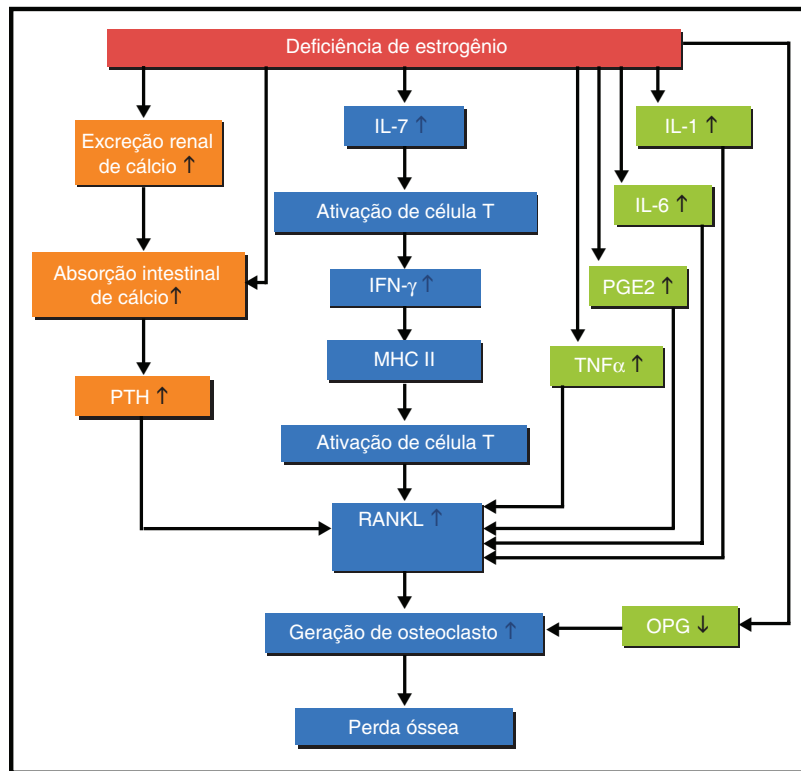 Deficiência de estrogênio
Excreção renal
de cálcio ↑
Absorção intestinal
de cálcio↑
PTH ↑
IL-7 ↑
Ativação de célula T
IFN-γ ↑
MHC II
Ativação de célula T
RANKL ↑
Geração de osteoclasto ↑
Perda óssea
IL-1 ↑
IL-6 ↑
PGE2 ↑
TNFα ↑
OPG ↓